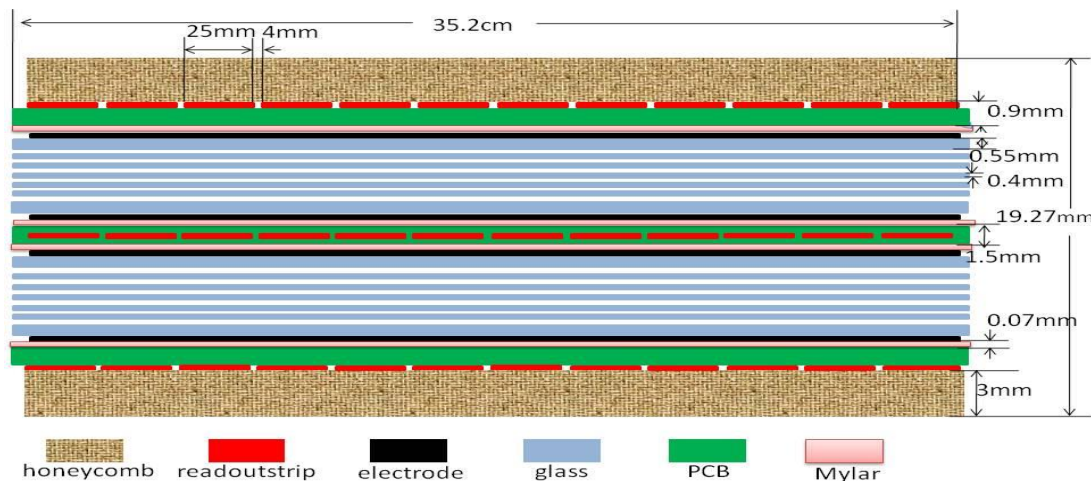 35.2cm
25mm 4mm
0.9mm
0.55mm
0.4mm
19.27mm
1.5mm
0.07mm
3mm
honeycomb readoutstrip electrode glass PCB Mylar